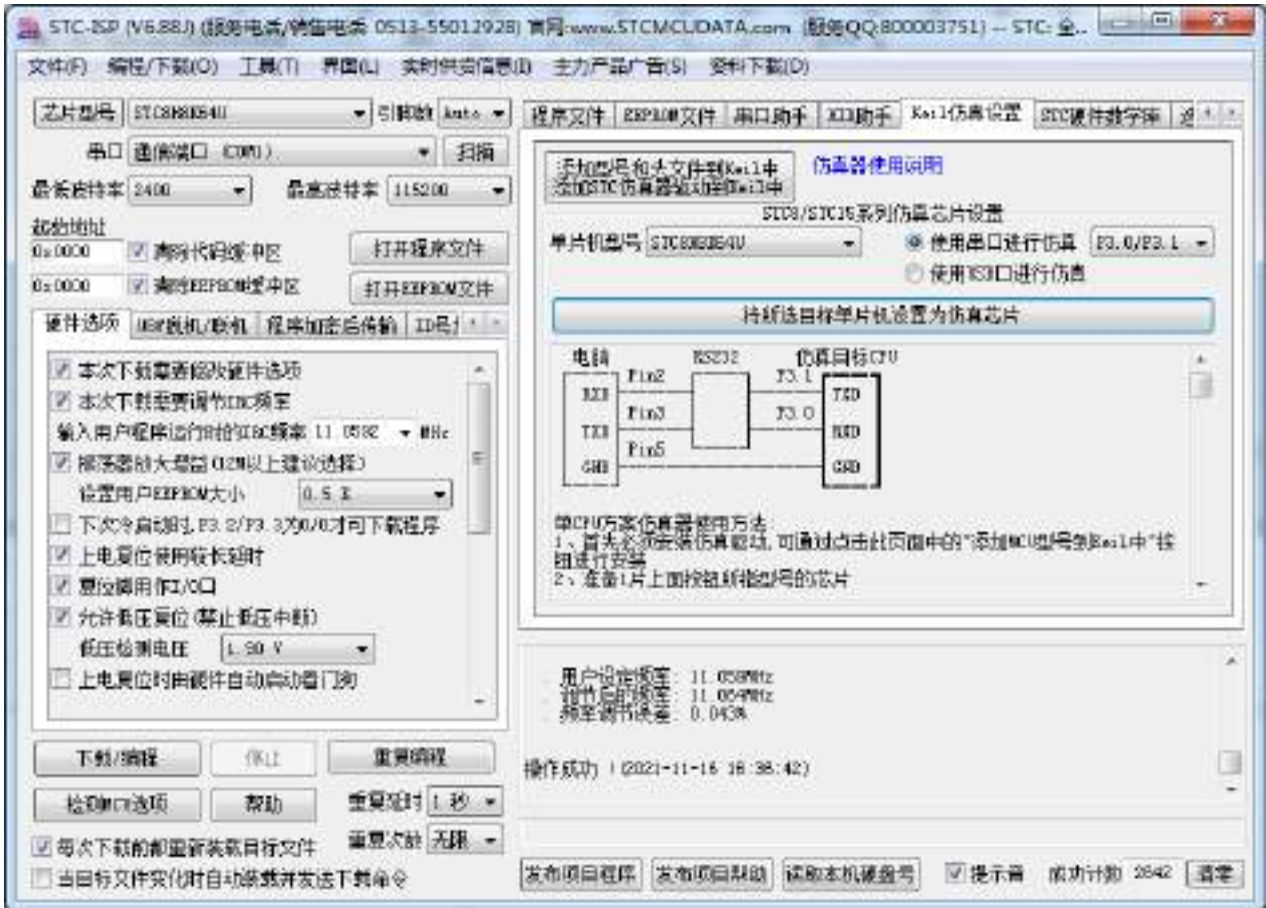 STC-ISP (V6.88J) (服务电话/销售电话 0513-55012928) 官网:www.STCMCUDATA.com (服务QQ:800003751) -- STC: 全..
文件(F) 编程/下载(O) 工具(T) 界面(L) 实时供货信息(I) 主力产品广告(S) 资料下载(D)
芯片型号 STC8H8K64U 引脚数 Auto
串口 通信端口 (COM1) 扫描
最低波特率 2400 最高波特率 115200
起始地址
0x0000 清除代码缓冲区 打开程序文件
0x0000 清除EEPROM缓冲区 打开EEPROM文件
硬件选项 脱机/联机 程序加密后传输 ID号
本次下载需要修改硬件选项
本次下载需要调节IRC频率
输入用户程序运行时的IRC频率 11.0592 MHz
振荡器放大增益(12M以上建议选择)
设置用户EEPROM大小 0.5 K
下次冷启动时,P3.2/P3.3为0/0才可下载程序
上电复位使用较长延时
复位脚用作I/O口
允许低压复位(禁止低压中断)
低压检测电压 1.90 V
上电复位时由硬件自动启动看门狗
下载/编程 停止 重复编程
检测MCU选项 帮助 重复延时 1 秒
重复次数 无限
每次下载前都重新装载目标文件
当目标文件变化时自动装载并发送下载命令
程序文件 EEPROM文件 串口助手 HID助手 Keil仿真设置 STC硬件数学库
添加型号和头文件到Keil中
添加STC仿真器驱动到Keil中
仿真器使用说明
STC8/STC15系列仿真芯片设置
单片机型号 STC8H8K64U 使用串口进行仿真 P3.0/P3.1
使用USB口进行仿真
将所选目标单片机设置为仿真芯片
电脑 RS232 仿真目标CPU
RXD Pin2 P3.1 TXD
TXD Pin3 P3.0 RXD
GND Pin5 GND
单CPU方案仿真器使用方法:
1、首先必须安装仿真驱动,可通过点击此页面中的"添加MCU型号到Keil中"按
钮进行安装
2、准备1片上面按钮所指型号的芯片
. 用户设定频率: 11.059MHz
. 调节后的频率: 11.064MHz
. 频率调节误差: 0.043%
操作成功 !(2021-11-16 16:36:42)
发布项目程序 发布项目帮助 读取本机硬盘号 提示音 成功计数 2642 清零